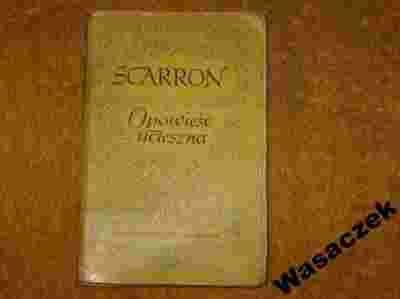 SCARRON
Opowieść
ucieszna
Wasaczek